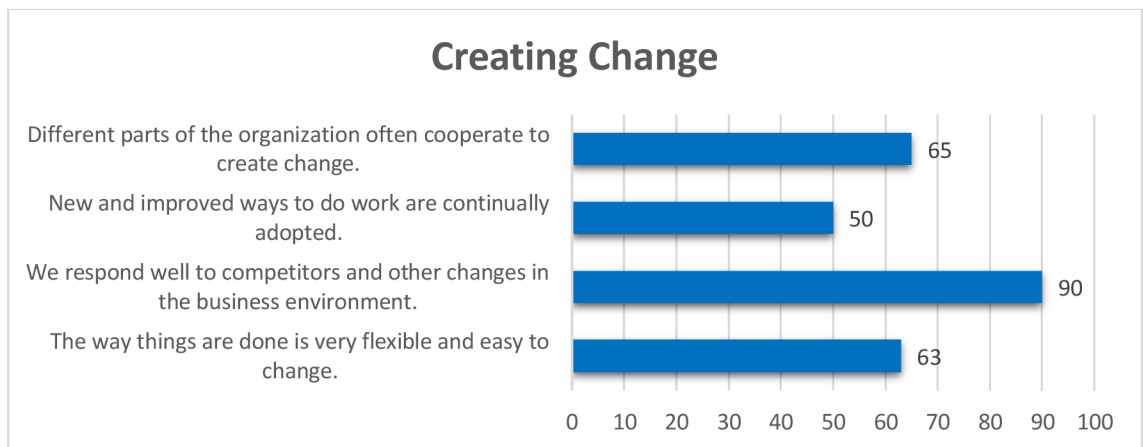 Creating Change
Different parts of the organization often cooperate to
create change.
65
New and improved ways to do work are continually
adopted.
50
We respond well to competitors and other changes in
the business environment.
90
The way things are done is very flexible and easy to
change.
63
0 10 20 30 40 50 60 70 80 90 100